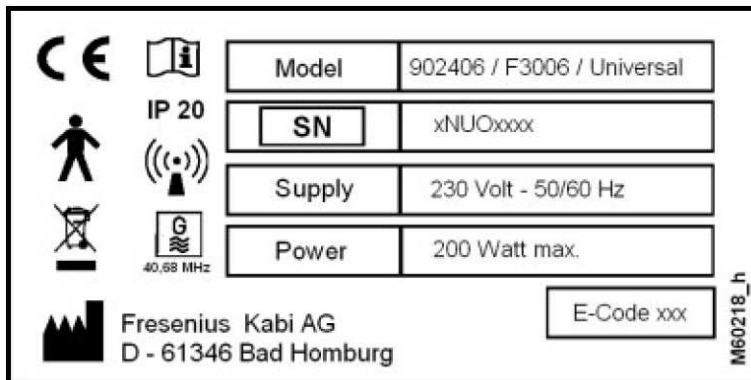 CE
i
Model 902406 / F3006 / Universal
IP 20
SN xNUOxxxx
Supply 230 Volt - 50/60 Hz
G
40,68 MHz
Power 200 Watt max.
E-Code xxx
Fresenius Kabi AG
D - 61346 Bad Homburg
M60218_h